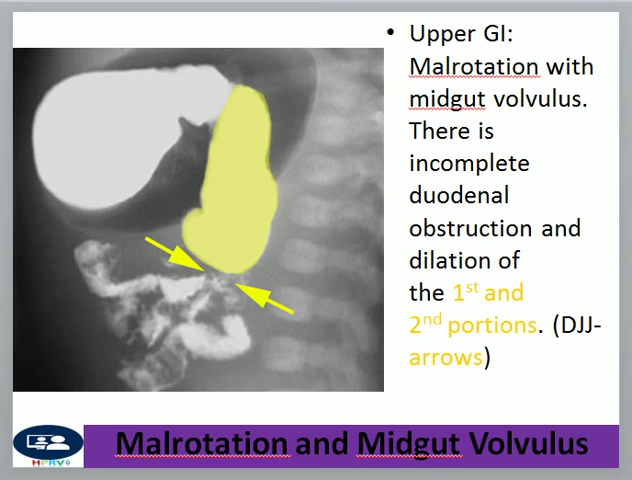 • Upper GI:
Malrotation with
midgut volvulus.
There is
incomplete
duodenal
obstruction and
dilation of
the 1st and
2nd portions. (DJJ-
arrows)
HPRVo
Malrotation and Midgut Volvulus